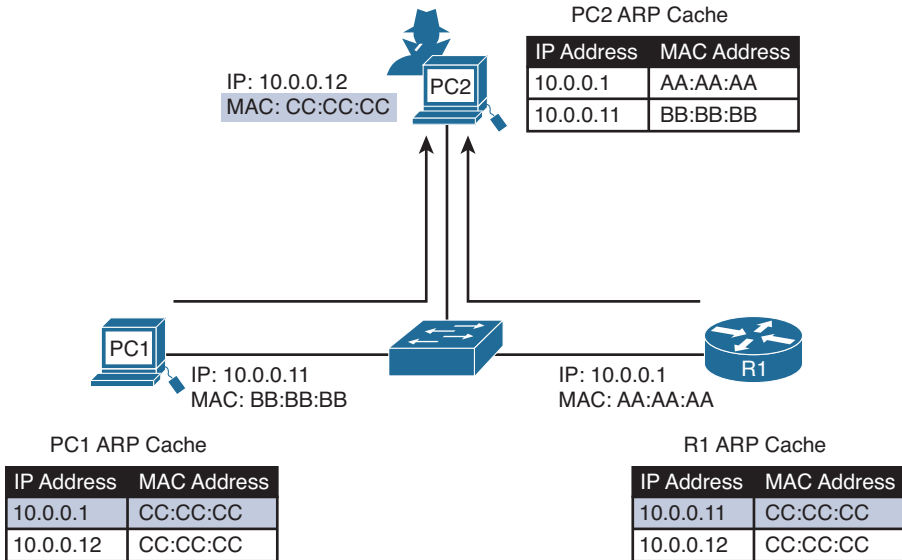 PC2 ARP Cache
IP Address MAC Address
10.0.0.1 AA:AA:AA
10.0.0.11 BB:BB:BB
IP: 10.0.0.12
MAC: CC:CC:CC
PC2
PC1
IP: 10.0.0.11
MAC: BB:BB:BB
IP: 10.0.0.1
MAC: AA:AA:AA
R1
PC1 ARP Cache
IP Address MAC Address
10.0.0.1 CC:CC:CC
10.0.0.12 CC:CC:CC
R1 ARP Cache
IP Address MAC Address
10.0.0.11 CC:CC:CC
10.0.0.12 CC:CC:CC